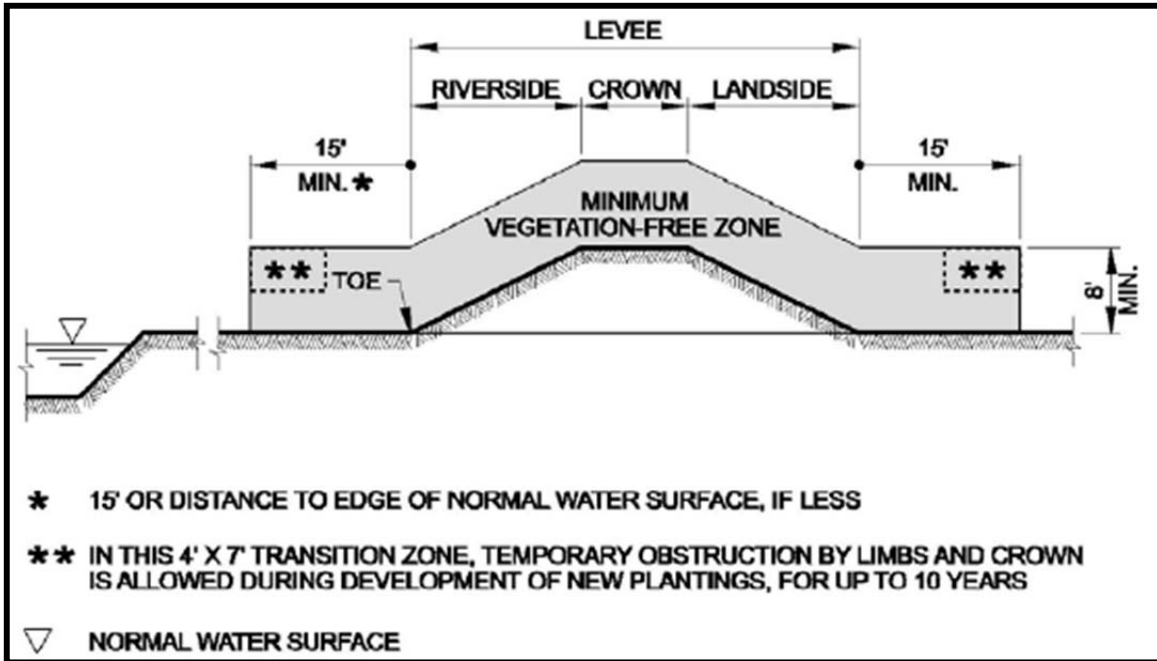 LEVEE
RIVERSIDE CROWN LANDSIDE
15' 15'
MIN. * MIN.
MINIMUM
VEGETATION-FREE ZONE
** **
TOE
8'
MIN.
* 15' OR DISTANCE TO EDGE OF NORMAL WATER SURFACE, IF LESS
** IN THIS 4' X 7' TRANSITION ZONE, TEMPORARY OBSTRUCTION BY LIMBS AND CROWN
IS ALLOWED DURING DEVELOPMENT OF NEW PLANTINGS, FOR UP TO 10 YEARS
NORMAL WATER SURFACE